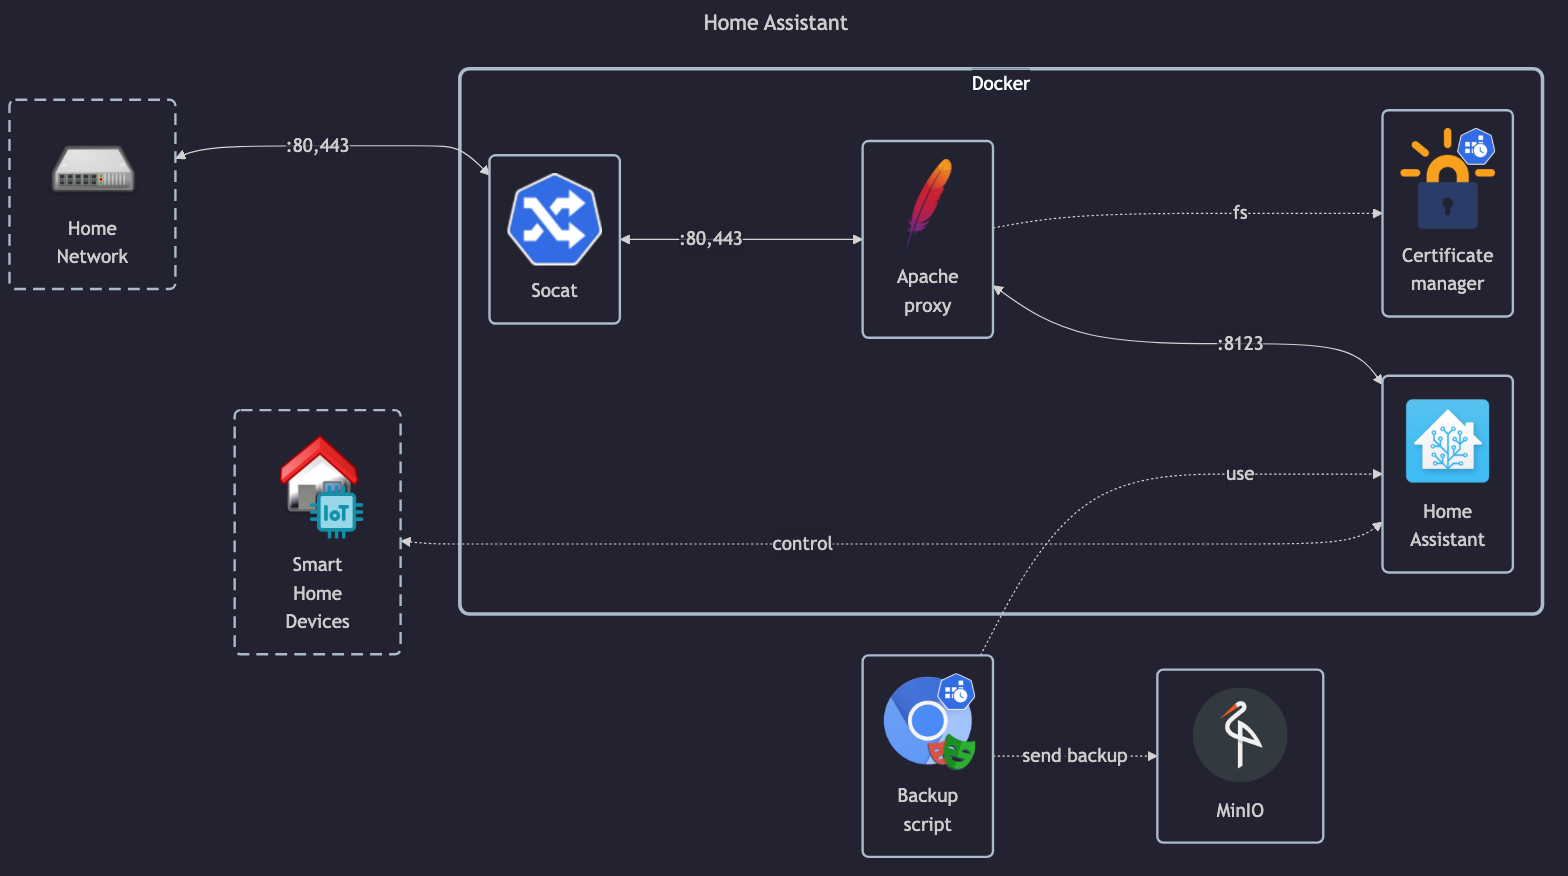 Home Assistant
Docker
Home
Network
:80,443
Socat
:80,443
Apache
proxy
fs
Certificate
manager
:8123
Home
Assistant
use
control
IoT
Smart
Home
Devices
Backup
script
send backup
MinIO